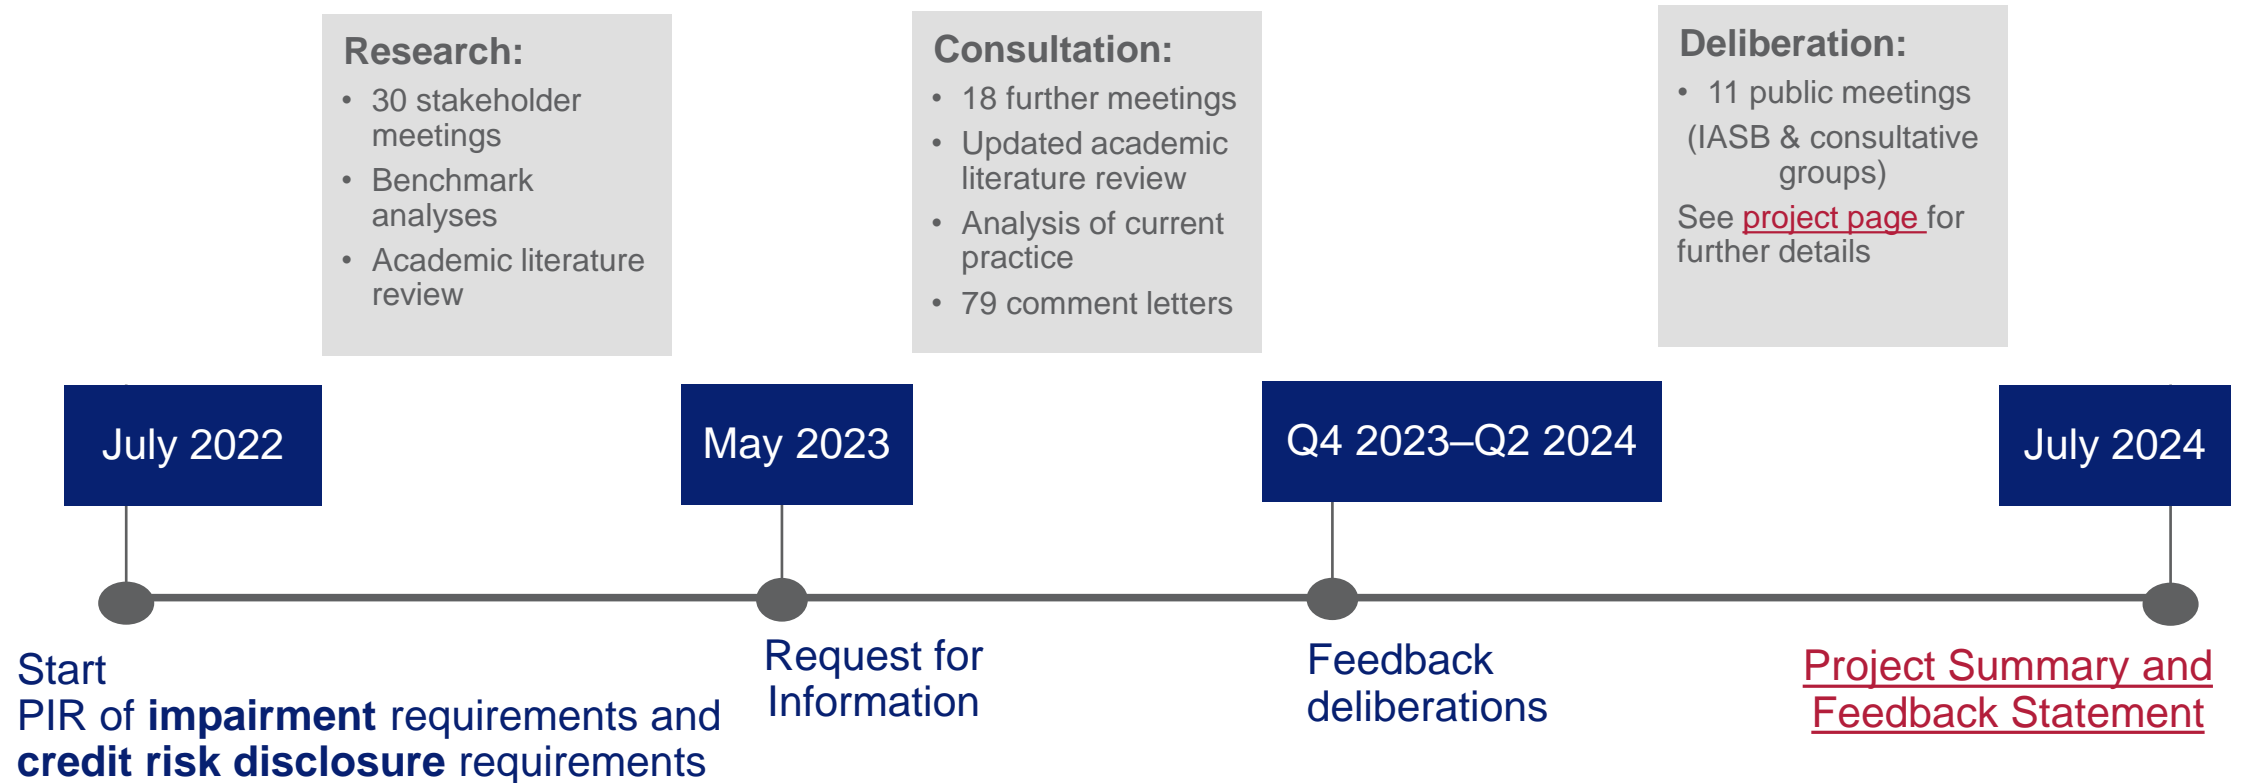 Research:
• 30 stakeholder
meetings
• Benchmark
analyses
• Academic literature
review
Consultation:
• 18 further meetings
• Updated academic
literature review
• Analysis of current
practice
• 79 comment letters
Deliberation:
• 11 public meetings
(IASB & consultative
groups)
See project page for
further details
July 2022
May 2023
Q4 2023–Q2 2024
July 2024
Start
PIR of impairment requirements and
credit risk disclosure requirements
Request for
Information
Feedback
deliberations
Project Summary and
Feedback Statement